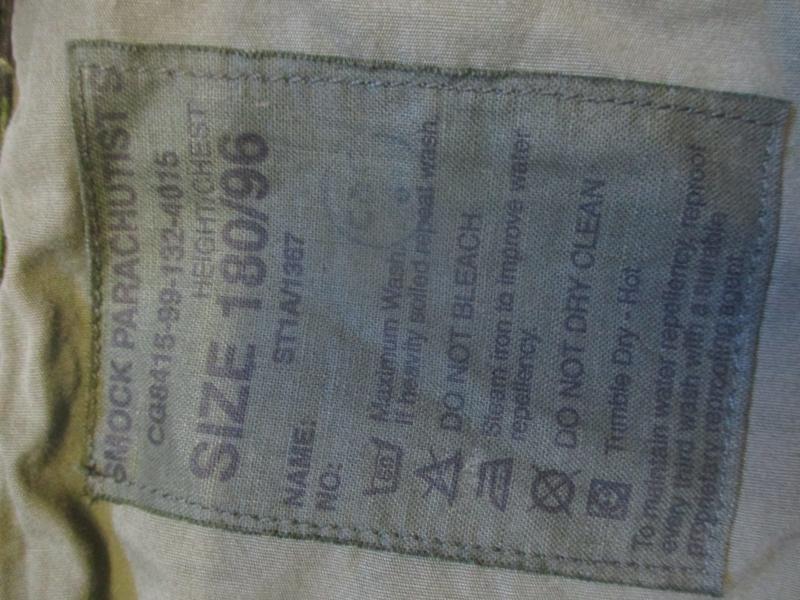 SMOCK PARACHUTIST'S
CG8415-99-132-4015
HEIGHT/CHEST
SIZE 180/96
ST1A/1367
NAME:
NO:
Maximum Wash.
If heavily soiled repeat wash.
DO NOT BLEACH.
Steam iron to improve water
repellency.
DO NOT DRY CLEAN
Tumble Dry - Hot.
To maintain water repellency, reproof
every third wash with a suitable
proprietary reproofing agent.